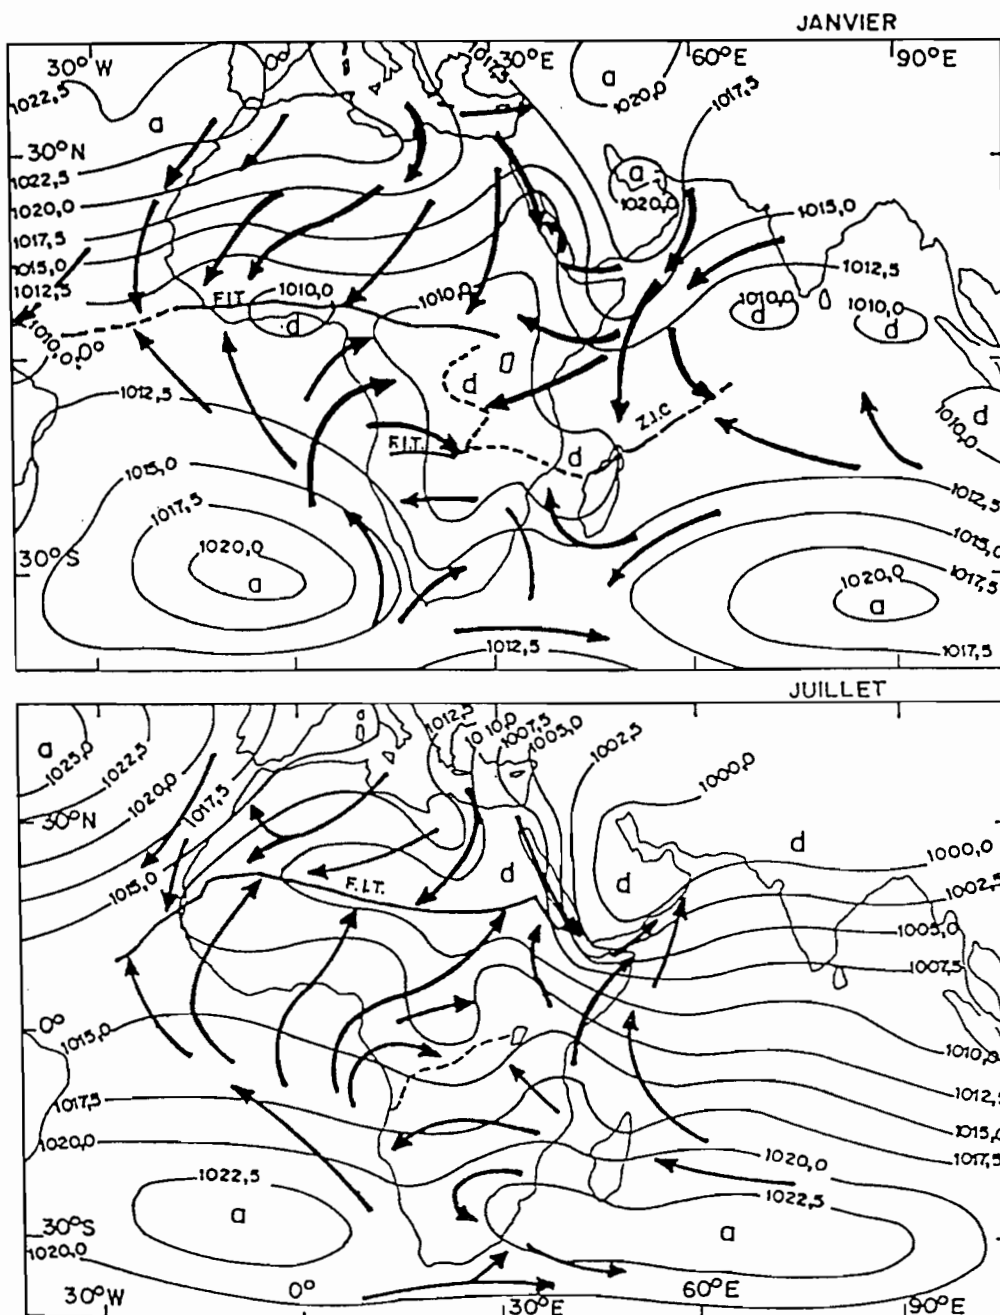 JANVIER
30°W
0°
1017,5
30°E
60°E
90°E
1022,5
a
a
1020,0
1017,5
30°N
1022,5
a
1020,0
1020,0
1017,5
1015,0
1015,0
1012,5
1012,5
F.I.T.
1010,0
1010,0
1010,0
1010,0
d
d
d
1010,0
0°
d
1012,5
Z.I.C
d
1010,0
F.I.T.
d
1015,0
1012,5
1017,5
1015,0
1020,0
30°S
1020,0
1017,5
a
a
1012,5
1017,5
JUILLET
a
1025,0
1022,5
1020,0
1017,5
1012,5
1010,0
1007,5
1005,0
1002,5
1000,0
30°N
d
1000,0
1015,0
F.I.T.
d
d
1002,5
1005,0
1007,5
0°
1015,0
1010,0
1012,5
1017,5
1015,0
1020,0
1020,0
1017,5
1022,5
1022,5
a
a
30°S
1020,0
30°W
0°
30°E
60°E
90°E